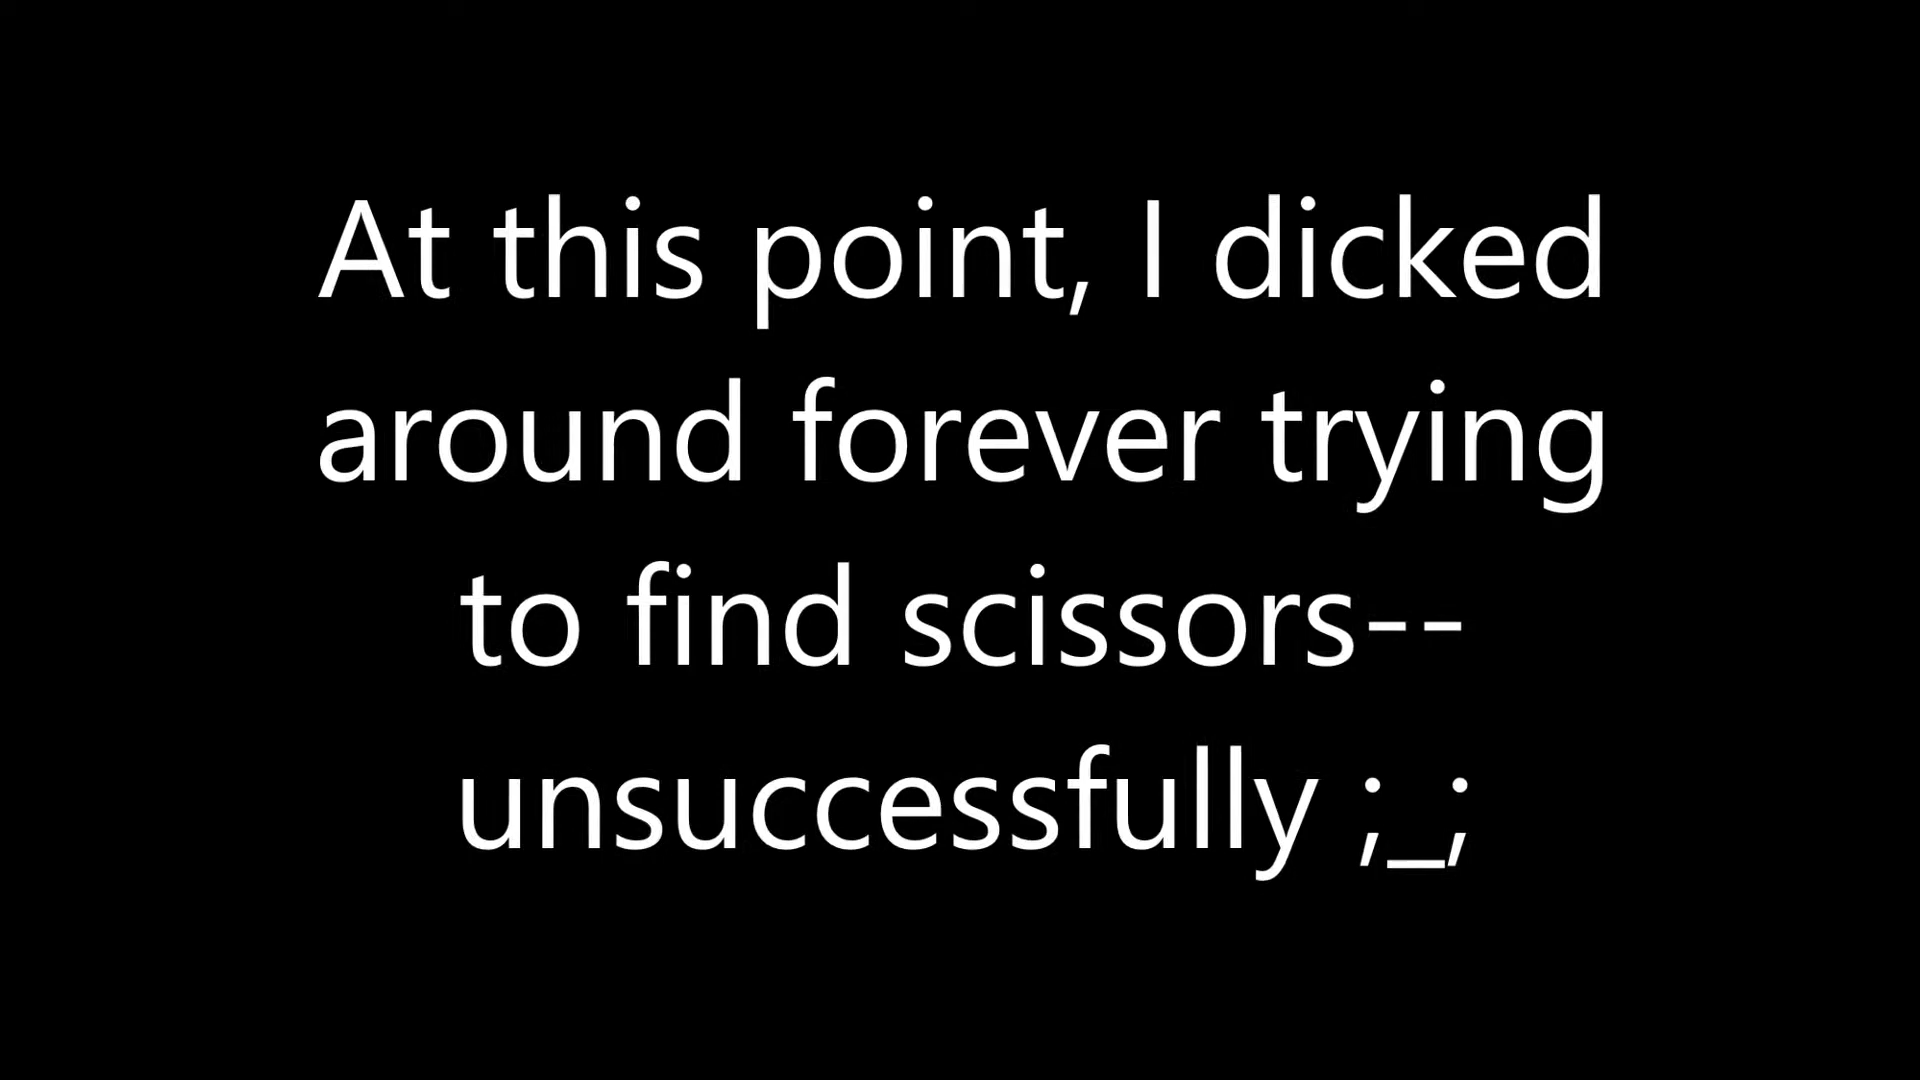 At this point, I dicked
around forever trying
to find scissors--
unsuccessfully ;_;